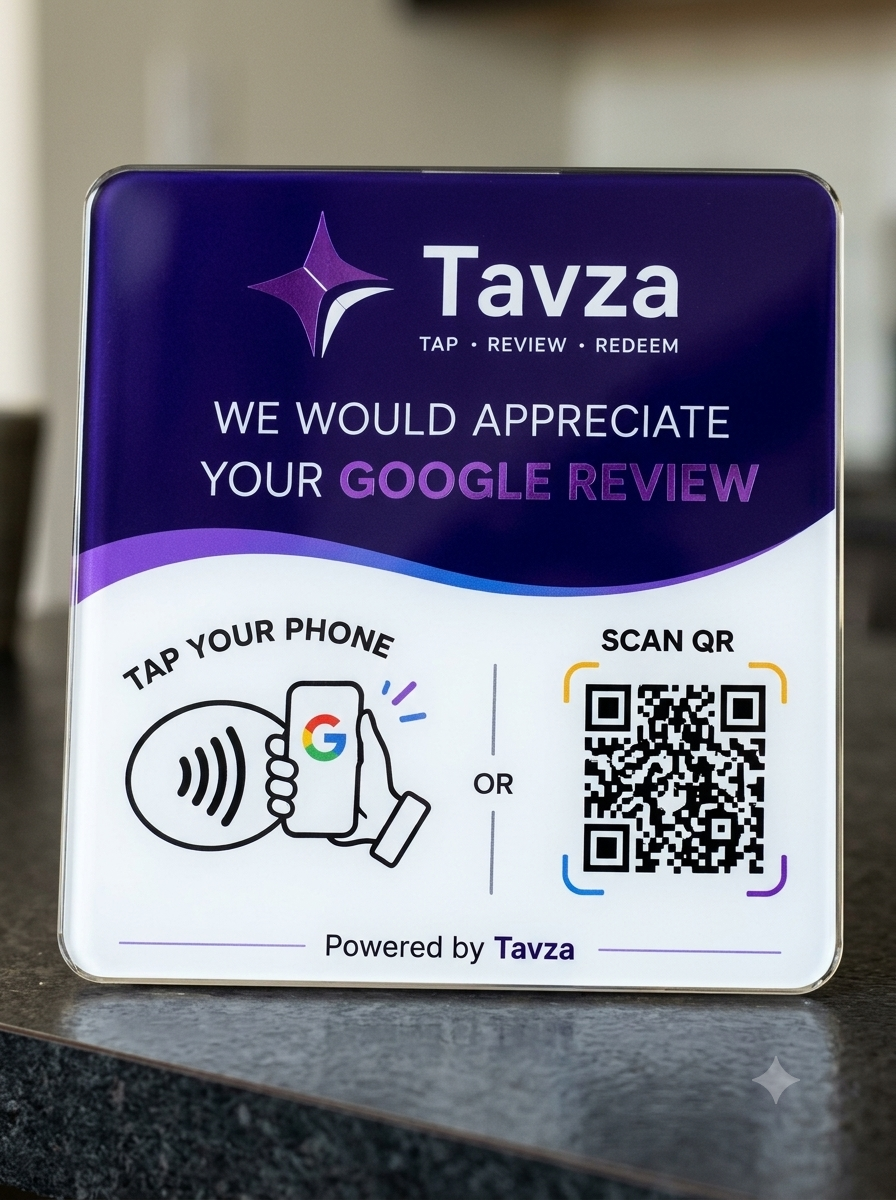 Tavza
TAP • REVIEW • REDEEM
WE WOULD APPRECIATE
YOUR GOOGLE REVIEW
TAP YOUR PHONE
SCAN QR
G
OR
Powered by Tavza